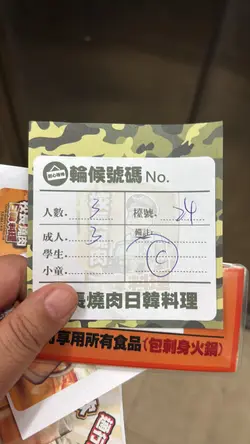 輪候號碼 No.
人數. 3 檯號. 24
成人. 3 備註:
學生. C
小童.
長燒肉日韓料理
享用所有食品(包刺身火鍋)